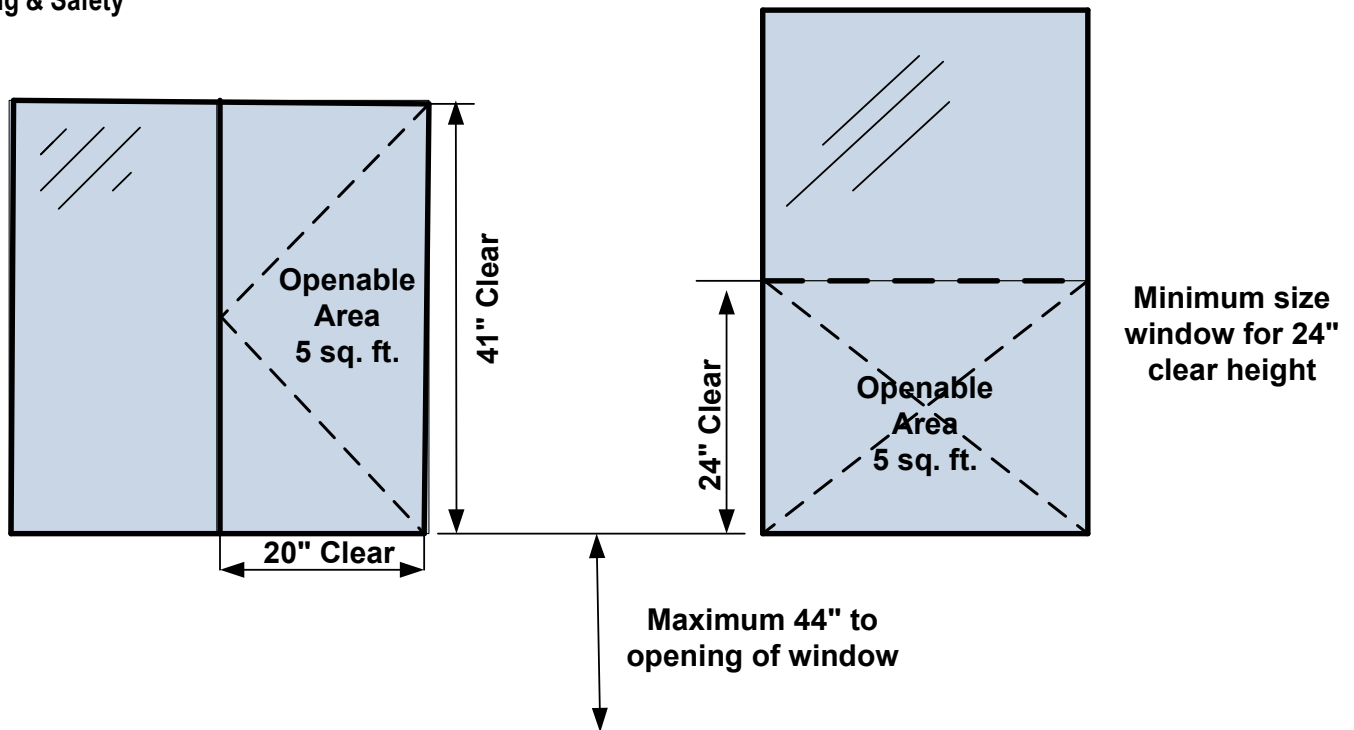 & Safety
Openable
Area
5 sq. ft.
41" Clear
20" Clear
Maximum 44" to
opening of window
24" Clear
Openable
Area
5 sq. ft.
Minimum size
window for 24"
clear height